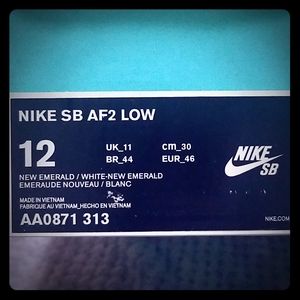 NIKE SB AF2 LOW
12 UK_11 cm_30
BR_44 EUR_46
NEW EMERALD / WHITE-NEW EMERALD
EMERAUDE NOUVEAU / BLANC
MADE IN VIETNAM
FABRIQUE AU VIETNAM_HECHO EN VIETNAM
AA0871 313
NIKE
SB
NIKE.COM